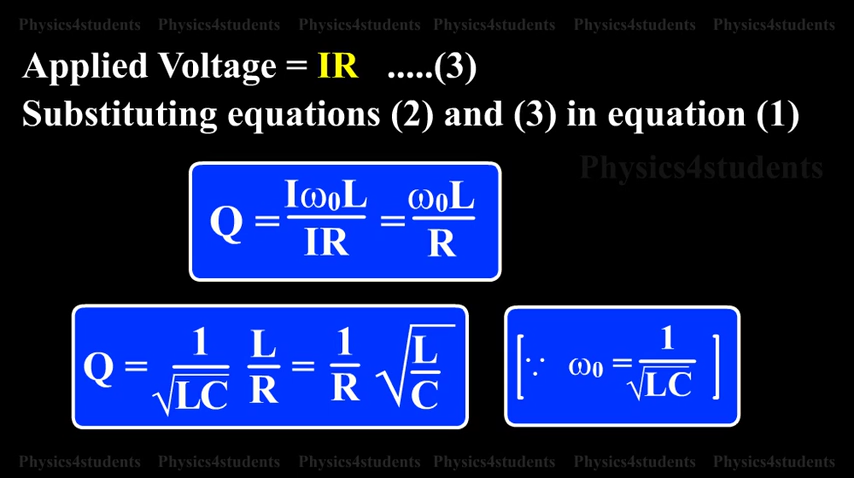 Physics4students Physics4students Physics4students Physics4students Physics4students Physics4students
Applied Voltage = IR .....(3)
Substituting equations (2) and (3) in equation (1)
Physics4students
Q = Iω₀L/IR = ω₀L/R
Q = 1/√LC L/R = 1/R √L/C
[∵ ω₀ = 1/√LC ]
Physics4students Physics4students Physics4students Physics4students Physics4students Physics4students